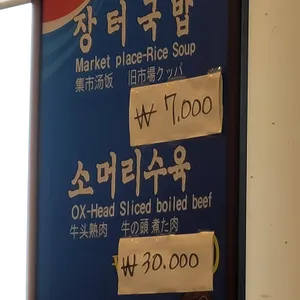 장터국밥
Market place-Rice Soup
集市汤饭 旧市場クッパ
₩ 7.000
소머리수육
OX-Head Sliced boiled beef
牛头熟肉 牛の頭 煮た肉
₩ 30.000